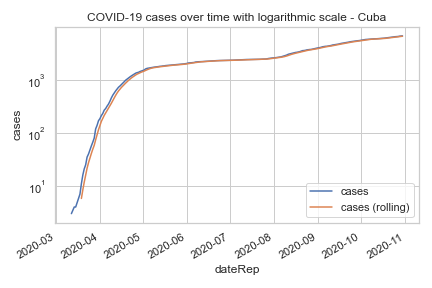 COVID-19 cases over time with logarithmic scale - Cuba
cases
10³
10²
10¹
2020-03
2020-04
2020-05
2020-06
2020-07
2020-08
2020-09
2020-10
2020-11
dateRep
cases
cases (rolling)